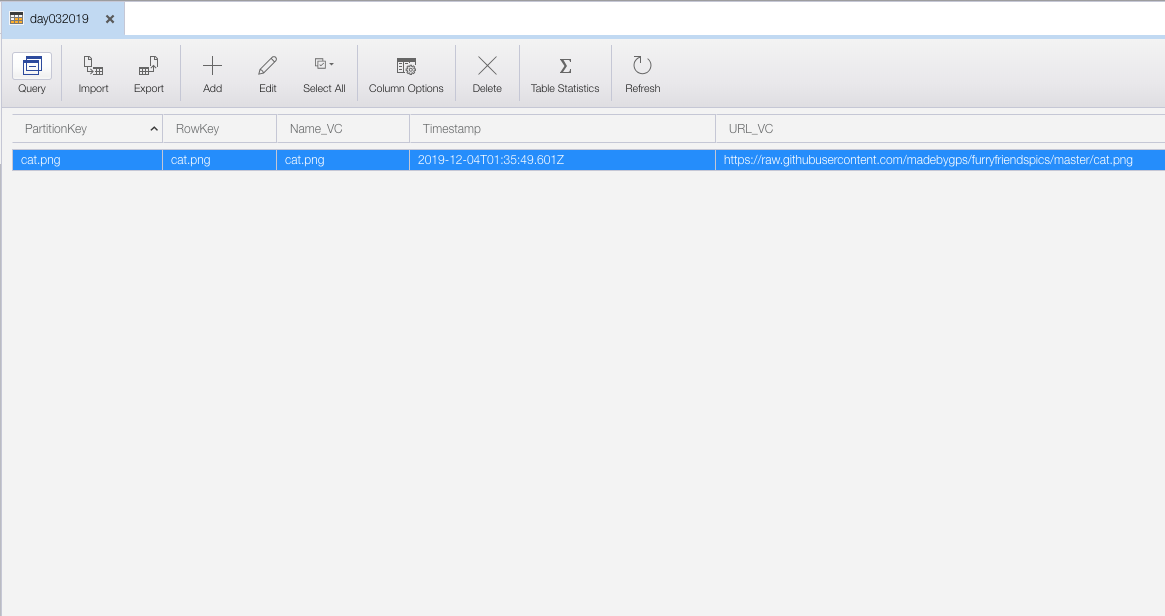 day032019
Query Import Export Add Edit Select All Column Options Delete Table Statistics Refresh
PartitionKey RowKey Name_VC Timestamp URL_VC
cat.png cat.png cat.png 2019-12-04T01:35:49.601Z https://raw.githubusercontent.com/madebygps/furryfriendspics/master/cat.png